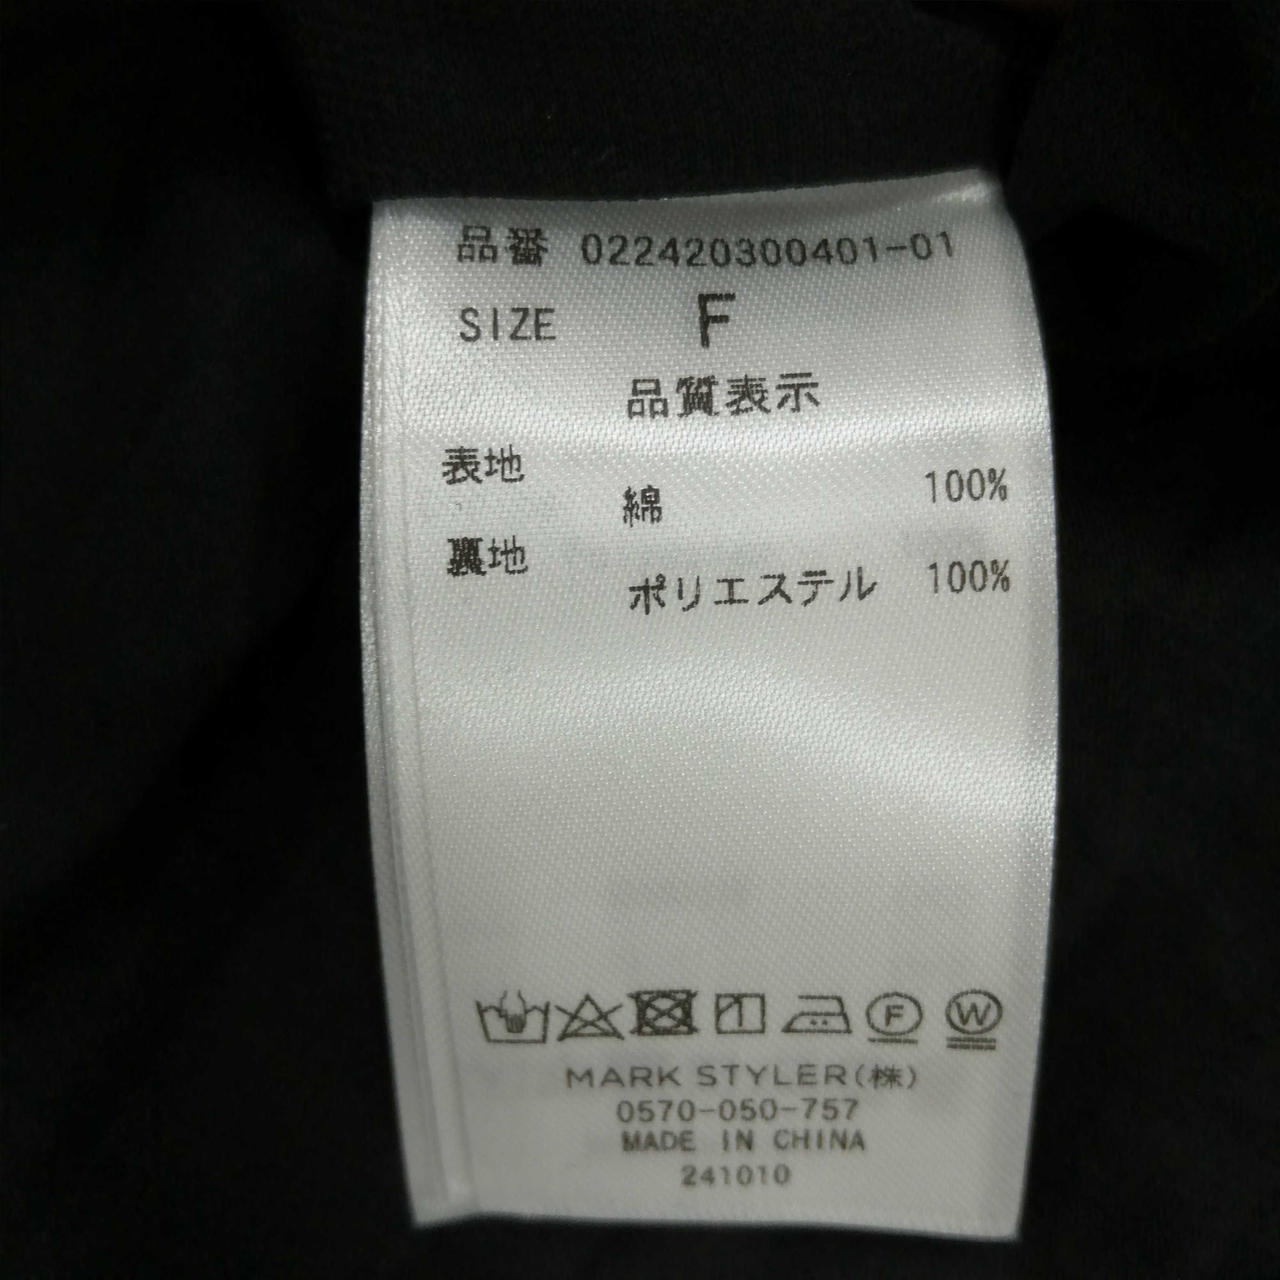 品番 022420300401-01
SIZE F
品質表示
表地
綿 100%
裏地
ポリエステル 100%
F W
MARK STYLER(株)
0570-050-757
MADE IN CHINA
241010